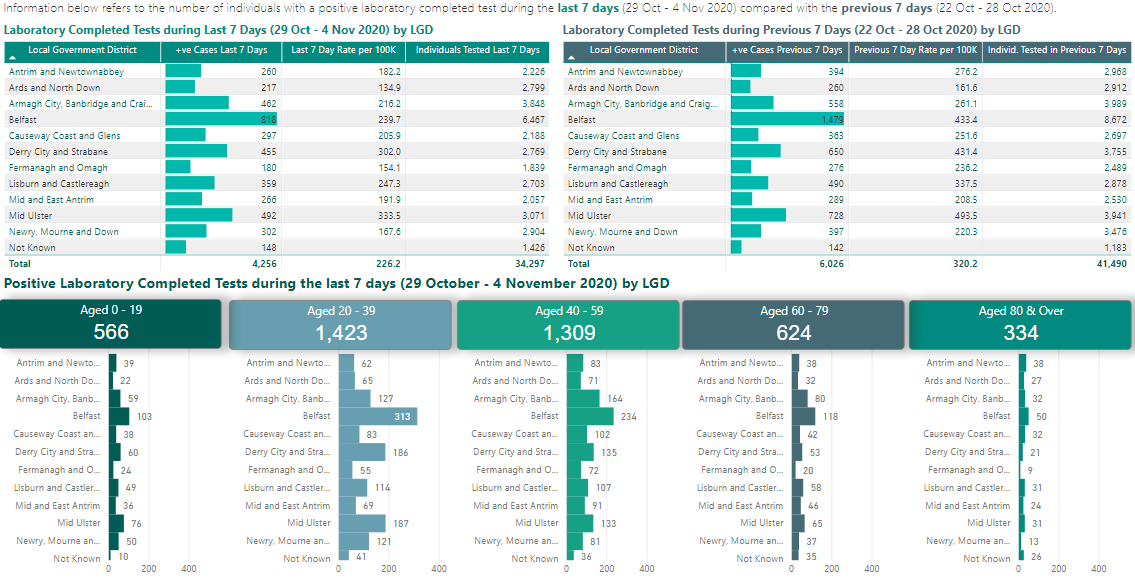 Information below refers to the number of individuals with a positive laboratory completed test during the last 7 days (29 Oct - 4 Nov 2020) compared with the previous 7 days (22 Oct - 28 Oct 2020).
Laboratory Completed Tests during Last 7 Days (29 Oct - 4 Nov 2020) by LGD
Local Government District +ve Cases Last 7 Days Last 7 Day Rate per 100K Individuals Tested Last 7 Days
Antrim and Newtownabbey 260 182.2 2,226
Ards and North Down 217 134.9 2,799
Armagh City, Banbridge and Crai... 462 216.2 3,848
Belfast 818 239.7 6,467
Causeway Coast and Glens 297 205.9 2,188
Derry City and Strabane 455 302.0 2,769
Fermanagh and Omagh 180 154.1 1,839
Lisburn and Castlereagh 359 247.3 2,703
Mid and East Antrim 266 191.9 2,057
Mid Ulster 492 333.5 3,071
Newry, Mourne and Down 302 167.6 2,904
Not Known 148 1,426
Total 4,256 226.2 34,297
Laboratory Completed Tests during Previous 7 Days (22 Oct - 28 Oct 2020) by LGD
Local Government District +ve Cases Previous 7 Days Previous 7 Day Rate per 100K Individ. Tested in Previous 7 Days
Antrim and Newtownabbey 394 276.2 2,968
Ards and North Down 260 161.6 2,912
Armagh City, Banbridge and Craig... 558 261.1 3,989
Belfast 1,479 433.4 8,672
Causeway Coast and Glens 363 251.6 2,697
Derry City and Strabane 650 431.4 3,755
Fermanagh and Omagh 276 236.2 2,489
Lisburn and Castlereagh 490 337.5 2,878
Mid and East Antrim 289 208.5 2,530
Mid Ulster 728 493.5 3,941
Newry, Mourne and Down 397 220.3 3,476
Not Known 142 1,183
Total 6,026 320.2 41,490
Positive Laboratory Completed Tests during the last 7 days (29 October - 4 November 2020) by LGD
Aged 0 - 19
566
Antrim and Newto... 39
Ards and North Do... 22
Armagh City, Banb... 59
Belfast 103
Causeway Coast an... 38
Derry City and Stra... 60
Fermanagh and O... 24
Lisburn and Castler... 49
Mid and East Antrim 36
Mid Ulster 76
Newry, Mourne an... 50
Not Known 10
0 200 400
Aged 20 - 39
1,423
Antrim and Newto... 62
Ards and North Do... 65
Armagh City, Banb... 127
Belfast 313
Causeway Coast an... 83
Derry City and Stra... 186
Fermanagh and O... 55
Lisburn and Castler... 114
Mid and East Antrim 69
Mid Ulster 187
Newry, Mourne an... 121
Not Known 41
0 200 400
Aged 40 - 59
1,309
Antrim and Newto... 83
Ards and North Do... 71
Armagh City, Banb... 164
Belfast 234
Causeway Coast an... 102
Derry City and Stra... 135
Fermanagh and O... 72
Lisburn and Castler... 107
Mid and East Antrim 91
Mid Ulster 133
Newry, Mourne an... 81
Not Known 36
0 200 400
Aged 60 - 79
624
Antrim and Newto... 38
Ards and North Do... 32
Armagh City, Banb... 80
Belfast 118
Causeway Coast an... 42
Derry City and Stra... 53
Fermanagh and O... 20
Lisburn and Castler... 58
Mid and East Antrim 46
Mid Ulster 65
Newry, Mourne an... 37
Not Known 35
0 200 400
Aged 80 & Over
334
Antrim and Newto... 38
Ards and North Do... 27
Armagh City, Banb... 32
Belfast 50
Causeway Coast an... 32
Derry City and Stra... 21
Fermanagh and O... 9
Lisburn and Castler... 31
Mid and East Antrim 24
Mid Ulster 31
Newry, Mourne an... 13
Not Known 26
0 200 400